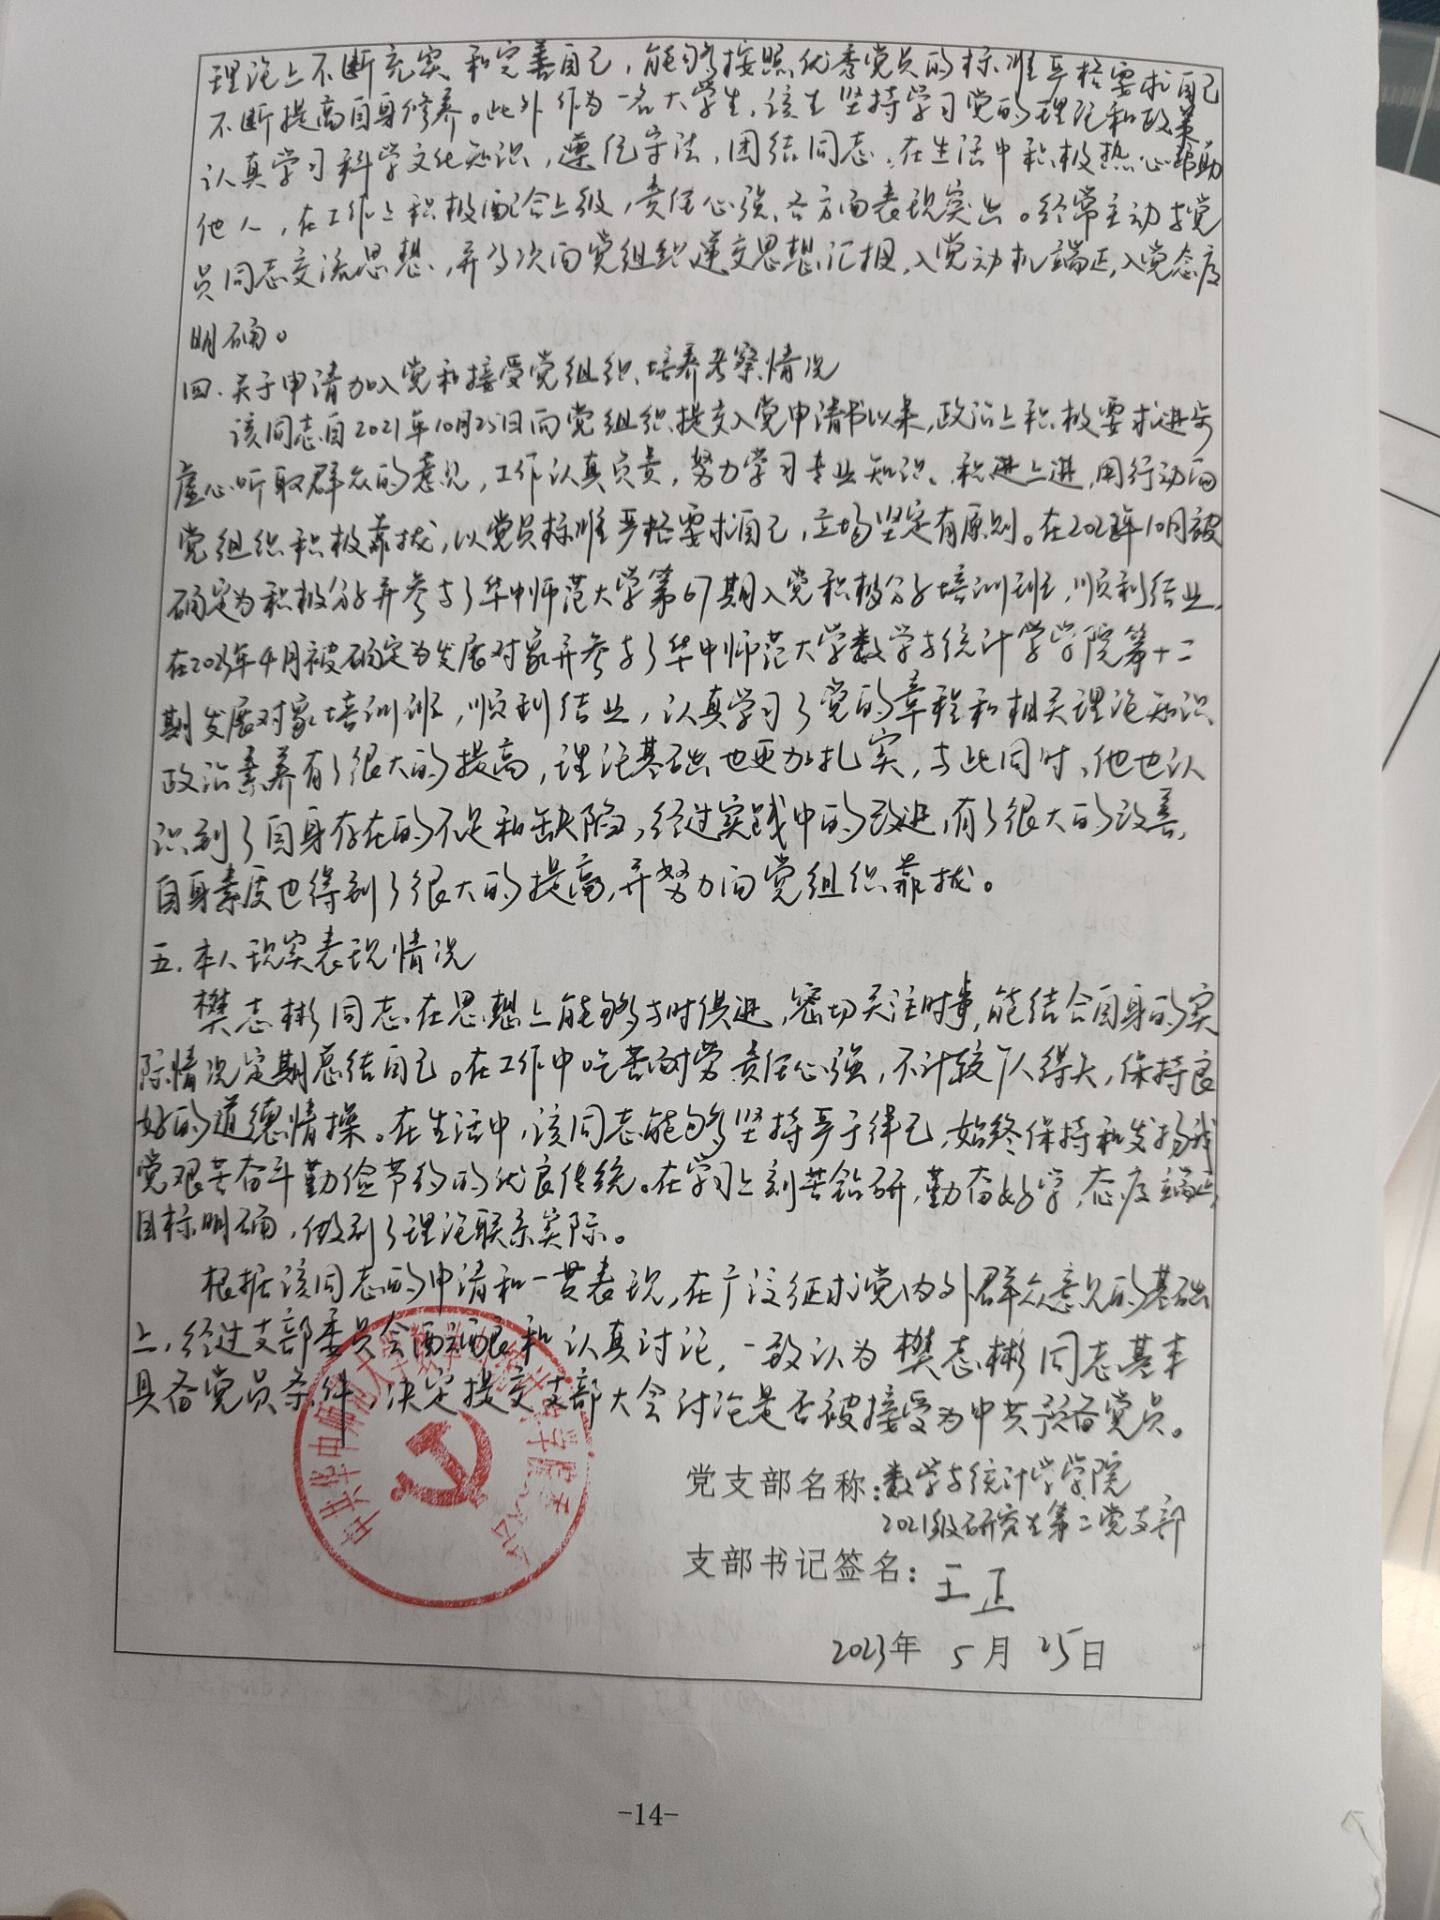 理论上不断充实和完善自己，能够按照优秀党员的标准严格要求自己
不断提高自身修养。此外作为一名大学生，该生坚持学习党的理论和政策
认真学习科学文化知识，遵纪守法，团结同志，在生活中积极热心帮助
他人，在工作上积极配合上级，责任心强、各方面表现突出。经常主动找党
员同志交流思想，并多次向党组织递交思想汇报，入党动机端正，入党态度
明确。
四、关于申请加入党和接受党组织培养考察情况
该同志自2021年10月25日向党组织提交入党申请书以来，政治上积极要求进步
虚心听取群众的意见，工作认真负责，努力学习专业知识、积进上进，用行动向
党组织积极靠拢，以党员标准严格要求自己，立场坚定有原则。在2022年10月被
确定为积极分子并参与了华中师范大学第67期入党积极分子培训班，顺利结业，
在2023年4月被确定为发展对象并参与了华中师范大学数学与统计学学院第十二
期发展对象培训班，顺利结业，认真学习了党的章程和相关理论知识
政治素养有了很大的提高，理论基础也更加扎实，与此同时，他也认
识到了自身存在的不足和缺陷，经过实践中的改进，有了很大的改善，
自身素质也得到了很大的提高，并努力向党组织靠拢。
五、本人现实表现情况
樊志彬同志在思想上能够与时俱进，密切关注时事，能结合自身的实
际情况定期总结自己。在工作中吃苦耐劳责任心强，不计较个人得失，保持良
好的道德情操。在生活中，该同志能够坚持严于律己，始终保持和发扬我
党艰苦奋斗勤俭节约的优良传统。在学习上刻苦钻研，勤奋好学，态度端正，
目标明确，做到了理论联系实际。
根据该同志的申请和一贯表现，在广泛征求党内外群众意见的基础
上，经过支部委员会酝酿和认真讨论，一致认为樊志彬同志基本
具备党员条件，决定提交支部大会讨论是否被接受为中共预备党员。
党支部名称：数学与统计学学院
2021级研究生第二党支部
支部书记签名：王正
2023年 5月 25日
中共华中师范大学数学与统计学学院委员会
-14-